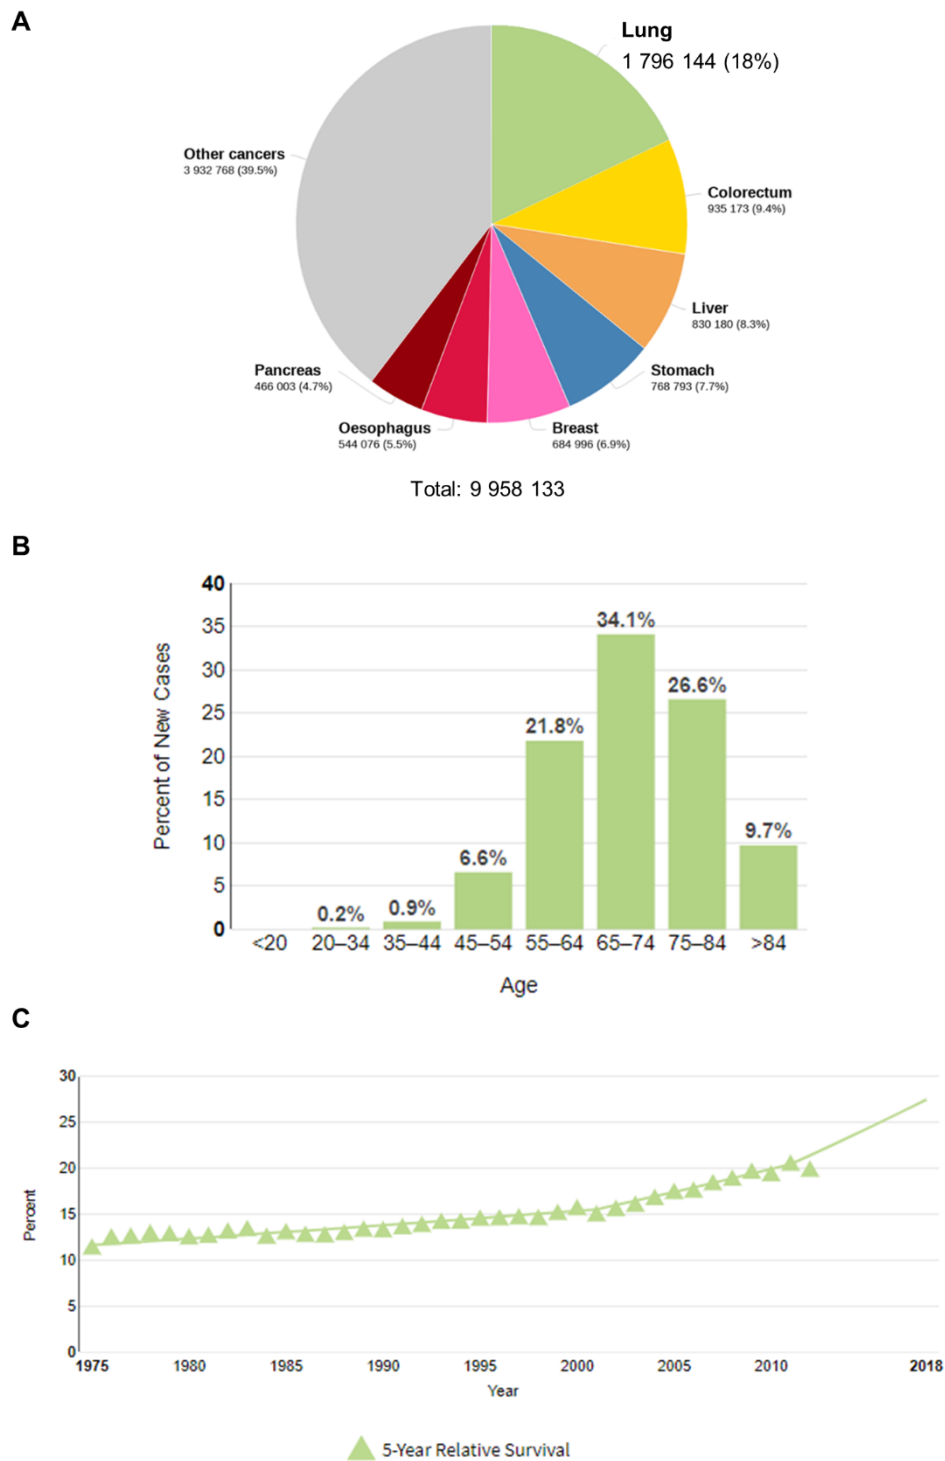 A
Lung
1 796 144 (18%)
Other cancers
3 932 768 (39.5%)
Colorectum
935 173 (9.4%)
Liver
830 180 (8.3%)
Pancreas
466 003 (4.7%)
Stomach
768 793 (7.7%)
Oesophagus
544 076 (5.5%)
Breast
684 996 (6.9%)
Total: 9 958 133
B
Percent of New Cases
40
35
30
25
20
15
10
5
0
0.2%
0.9%
6.6%
21.8%
34.1%
26.6%
9.7%
<20 20–34 35–44 45–54 55–64 65–74 75–84 >84
Age
C
Percent
30
25
20
15
10
5
0
1975 1980 1985 1990 1995 2000 2005 2010 2018
Year
5-Year Relative Survival